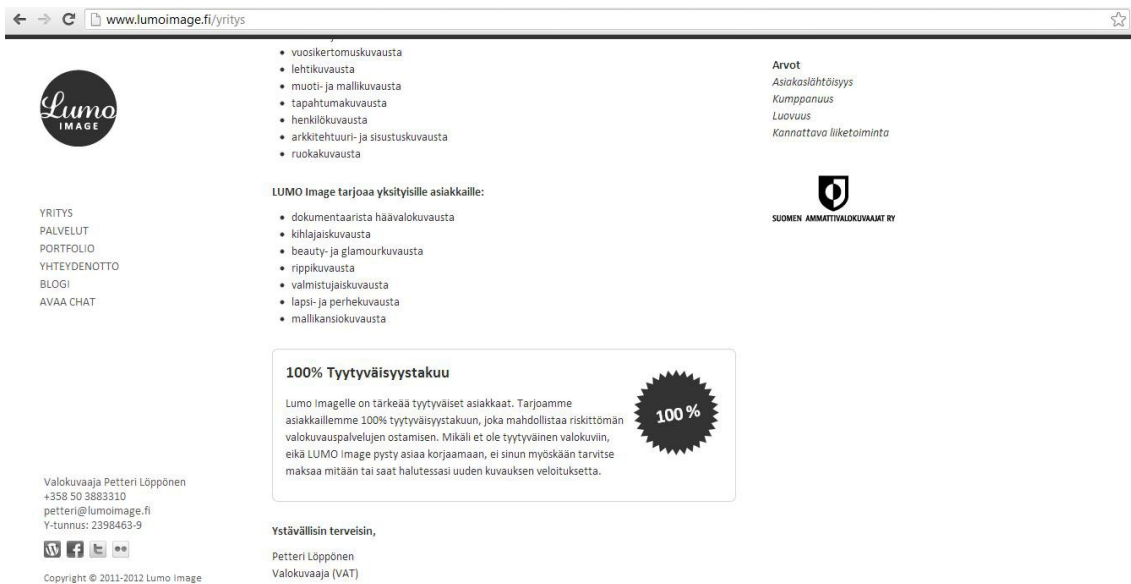 www.lumoimage.fi/yritys
Lumo
IMAGE
YRITYS
PALVELUT
PORTFOLIO
YHTEYDENOTTO
BLOGI
AVAA CHAT
Valokuvaaja Petteri Löppönen
+358 50 3883310
petteri@lumoimage.fi
Y-tunnus: 2398463-9
Copyright © 2011-2012 Lumo Image
• vuosikertomuskuvausta
• lehtikuvausta
• muoti- ja mallikuvausta
• tapahtumakuvausta
• henkilökuvausta
• arkkitehtuuri- ja sisustuskuvausta
• ruokakuvausta
LUMO Image tarjoaa yksityisille asiakkaille:
• dokumentaarista häävalokuvausta
• kihlajaiskuvausta
• beauty- ja glamourkuvausta
• rippikuvausta
• valmistujaiskuvausta
• lapsi- ja perhekuvausta
• mallikansiokuvausta
100% Tyytyväisyystakuu
Lumo Imagelle on tärkeää tyytyväiset asiakkaat. Tarjoamme
asiakkaillemme 100% tyytyväisyystakuun, joka mahdollistaa riskittömän
valokuvauspalvelujen ostamisen. Mikäli et ole tyytyväinen valokuviin,
eikä LUMO Image pysty asiaa korjaamaan, ei sinun myöskään tarvitse
maksaa mitään tai saat halutessasi uuden kuvauksen veloituksetta.
100 %
Ystävällisin terveisin,
Petteri Löppönen
Valokuvaaja (VAT)
Arvot
Asiakaslähtöisyys
Kumppanuus
Luovuus
Kannattava liiketoiminta
SUOMEN AMMATTIVALOKUVAAJAT RY